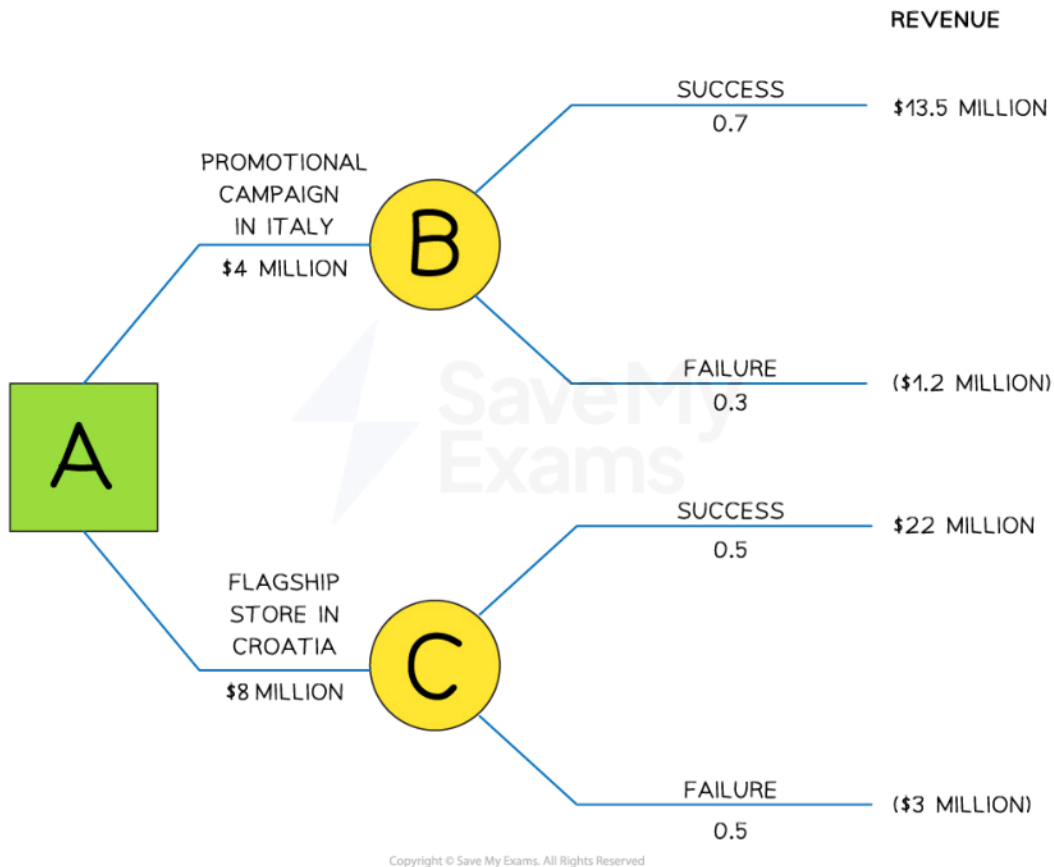 REVENUE
SUCCESS
0.7
$13.5 MILLION
PROMOTIONAL
CAMPAIGN
IN ITALY
$4 MILLION
B
FAILURE
0.3
($1.2 MILLION)
A
SaveMy
Exams
SUCCESS
0.5
$22 MILLION
FLAGSHIP
STORE IN
CROATIA
$8 MILLION
C
FAILURE
0.5
($3 MILLION)
Copyright © Save My Exams. All Rights Reserved